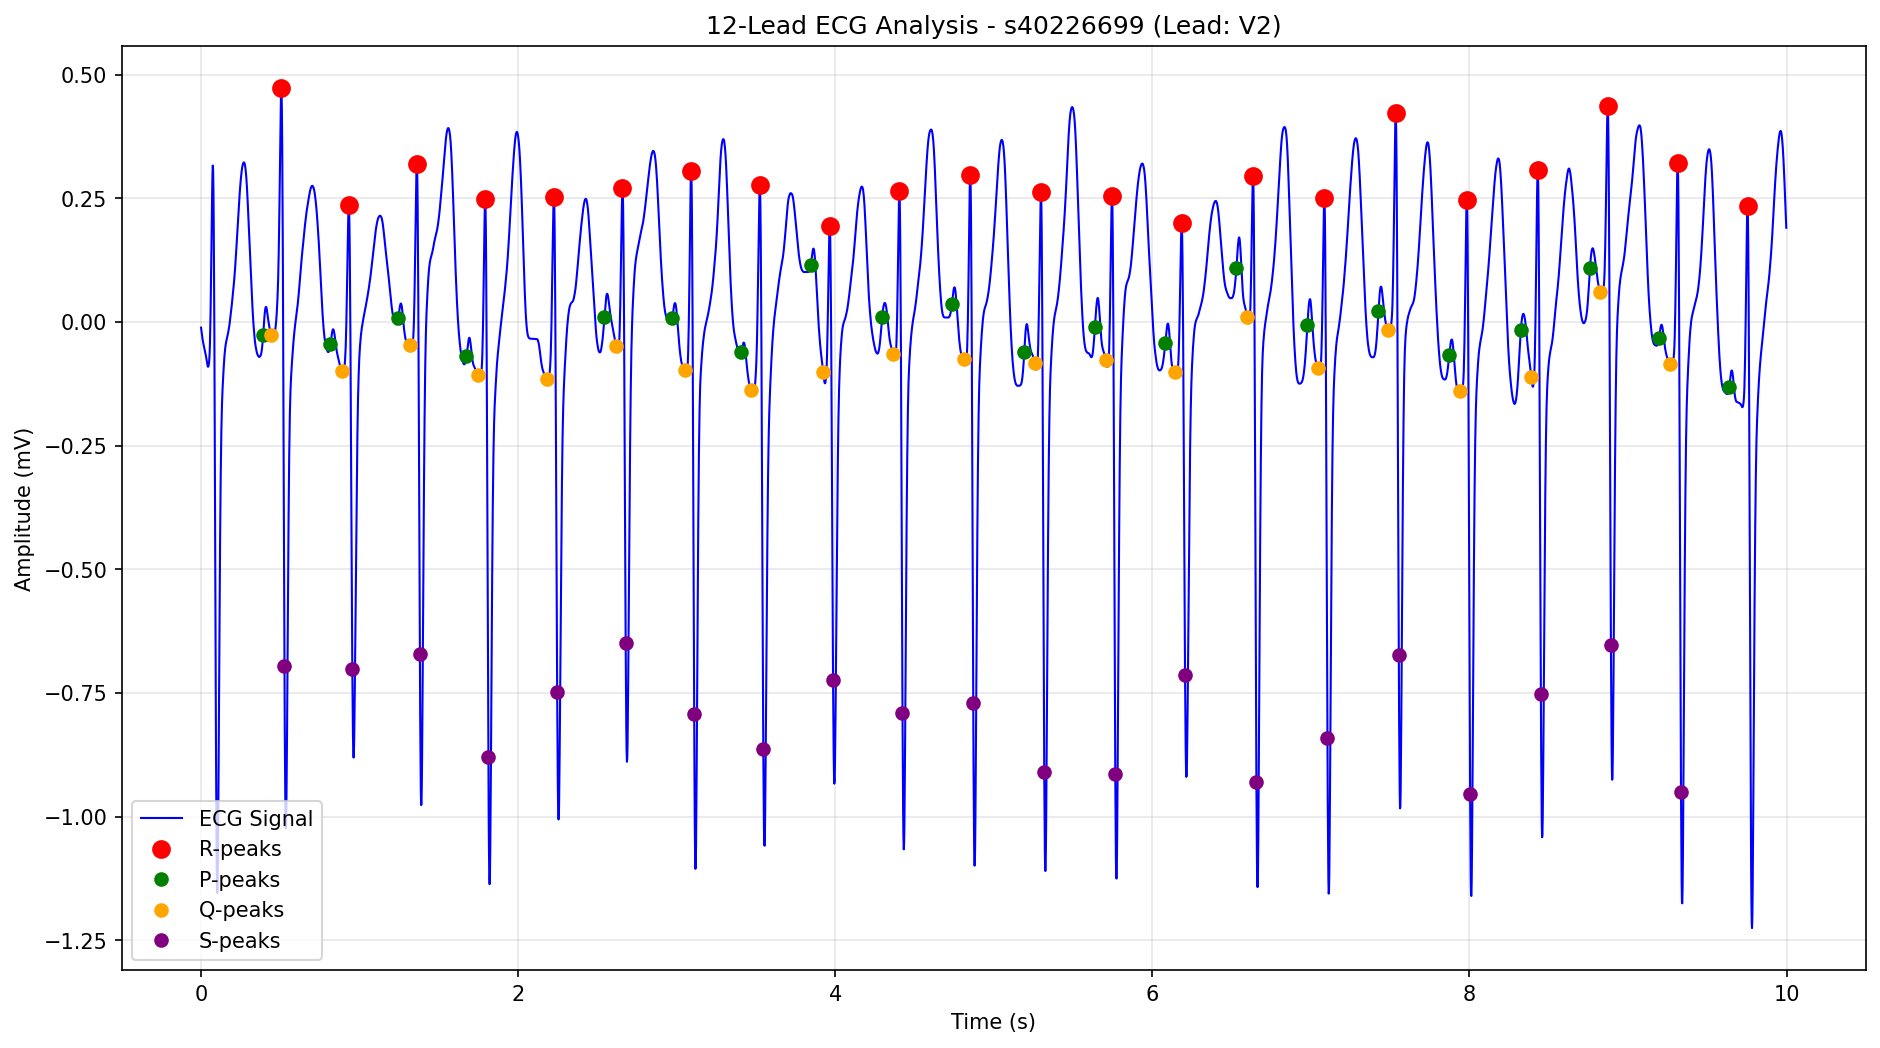 12-Lead ECG Analysis - s40226699 (Lead: V2)
0.50
0.25
0.00
−0.25
−0.50
−0.75
−1.00
−1.25
Amplitude (mV)
ECG Signal
R-peaks
P-peaks
Q-peaks
S-peaks
0 2 4 6 8 10
Time (s)